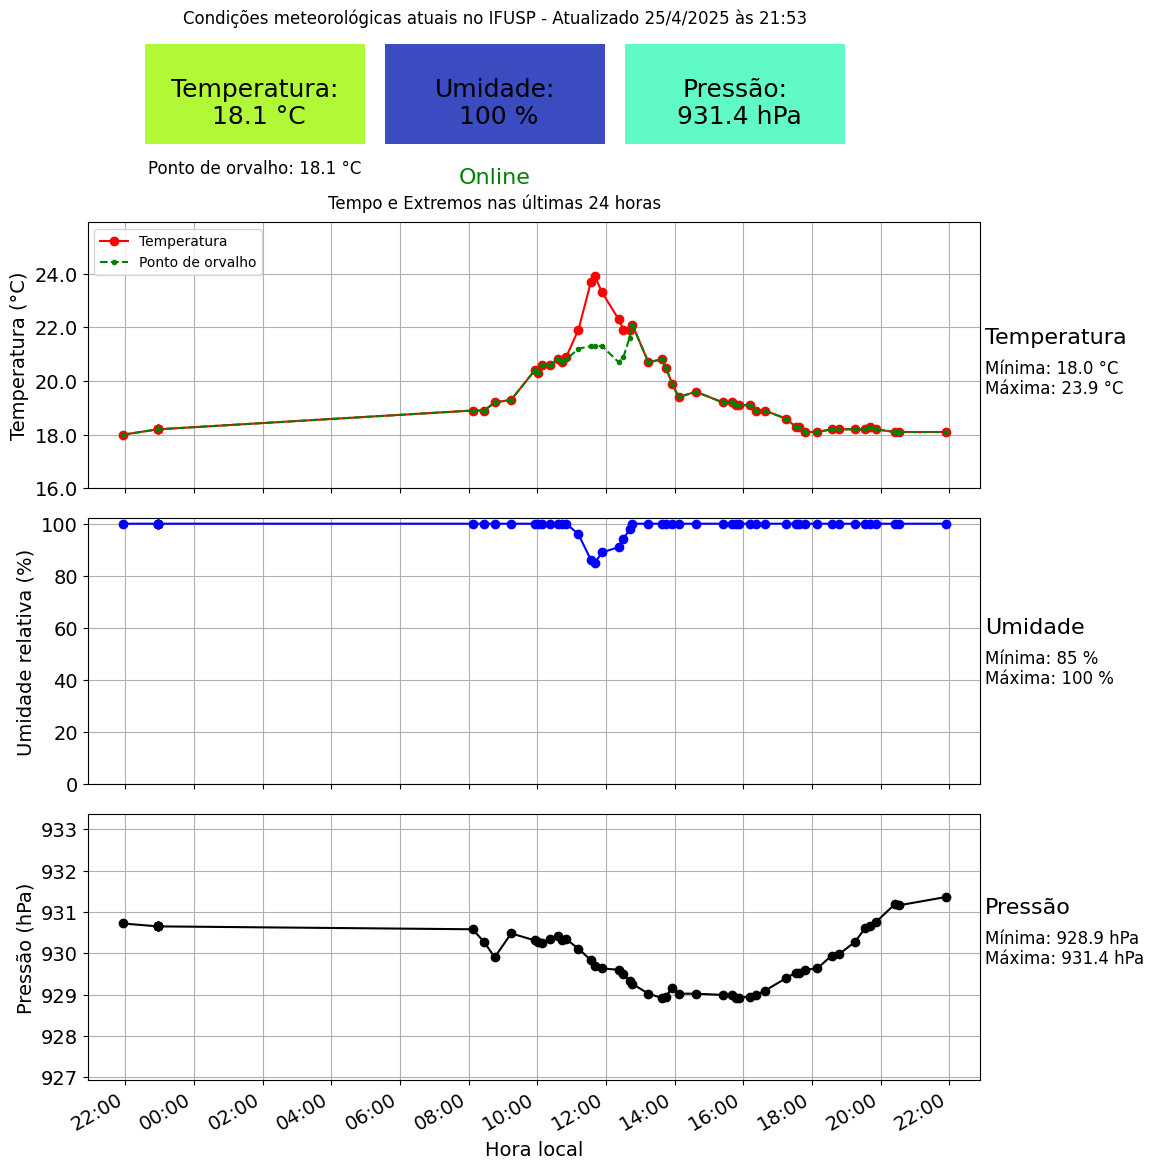 Condições meteorológicas atuais no IFUSP - Atualizado 25/4/2025 às 21:53
Temperatura:
18.1 °C
Umidade:
100 %
Pressão:
931.4 hPa
Ponto de orvalho: 18.1 °C
Online
Tempo e Extremos nas últimas 24 horas
Temperatura
Ponto de orvalho
Temperatura (°C)
24.0
22.0
20.0
18.0
16.0
Temperatura
Mínima: 18.0 °C
Máxima: 23.9 °C
Umidade relativa (%)
100
80
60
40
20
0
Umidade
Mínima: 85 %
Máxima: 100 %
Pressão (hPa)
933
932
931
930
929
928
927
Pressão
Mínima: 928.9 hPa
Máxima: 931.4 hPa
22:00 00:00 02:00 04:00 06:00 08:00 10:00 12:00 14:00 16:00 18:00 20:00 22:00
Hora local